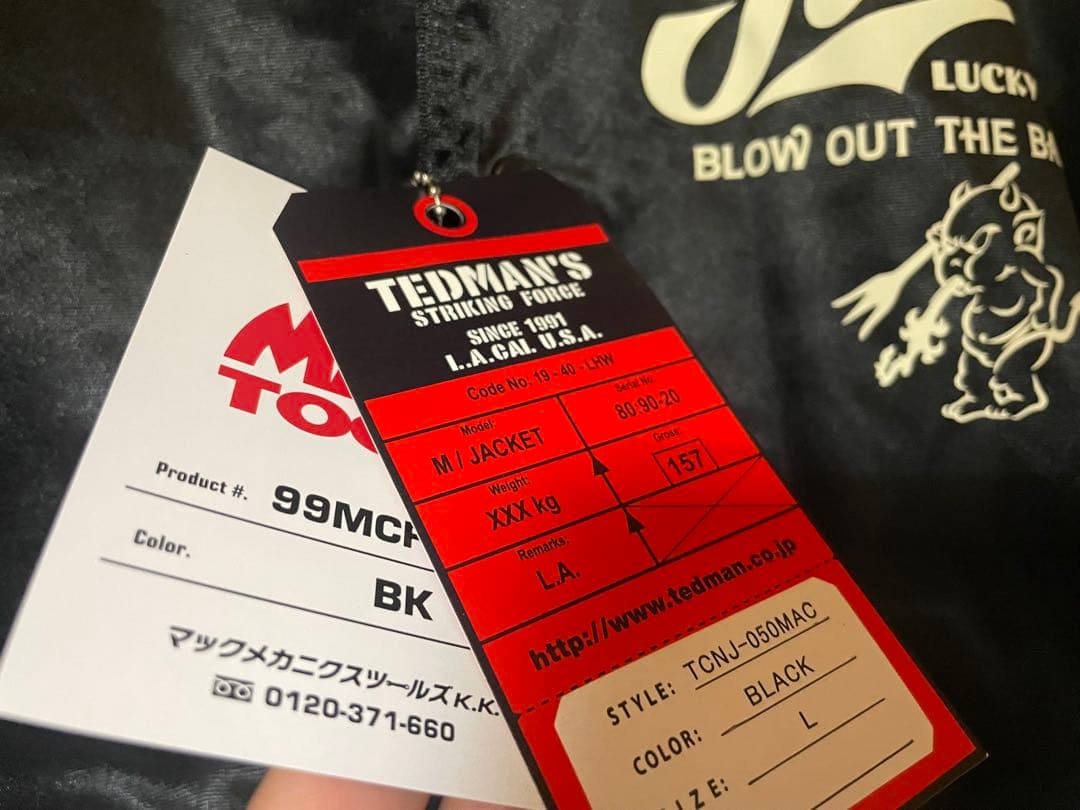 LUCKY
BLOW OUT THE
TEDMAN'S
STRIKING FORCE
SINCE 1991
L.A.CAL. U.S.A.
Code No: 19 - 40 - LHW
Model:
M / JACKET
Serial No:
80:90-20
Weight:
XXX kg
Gross:
157
Remarks.
L.A.
http://www.tedman.co.jp
STYLE: TCNJ-050MAC
COLOR: BLACK
L
Product #. 99MC
Color. BK
マックメカニクスツールズK.K.
0120-371-660